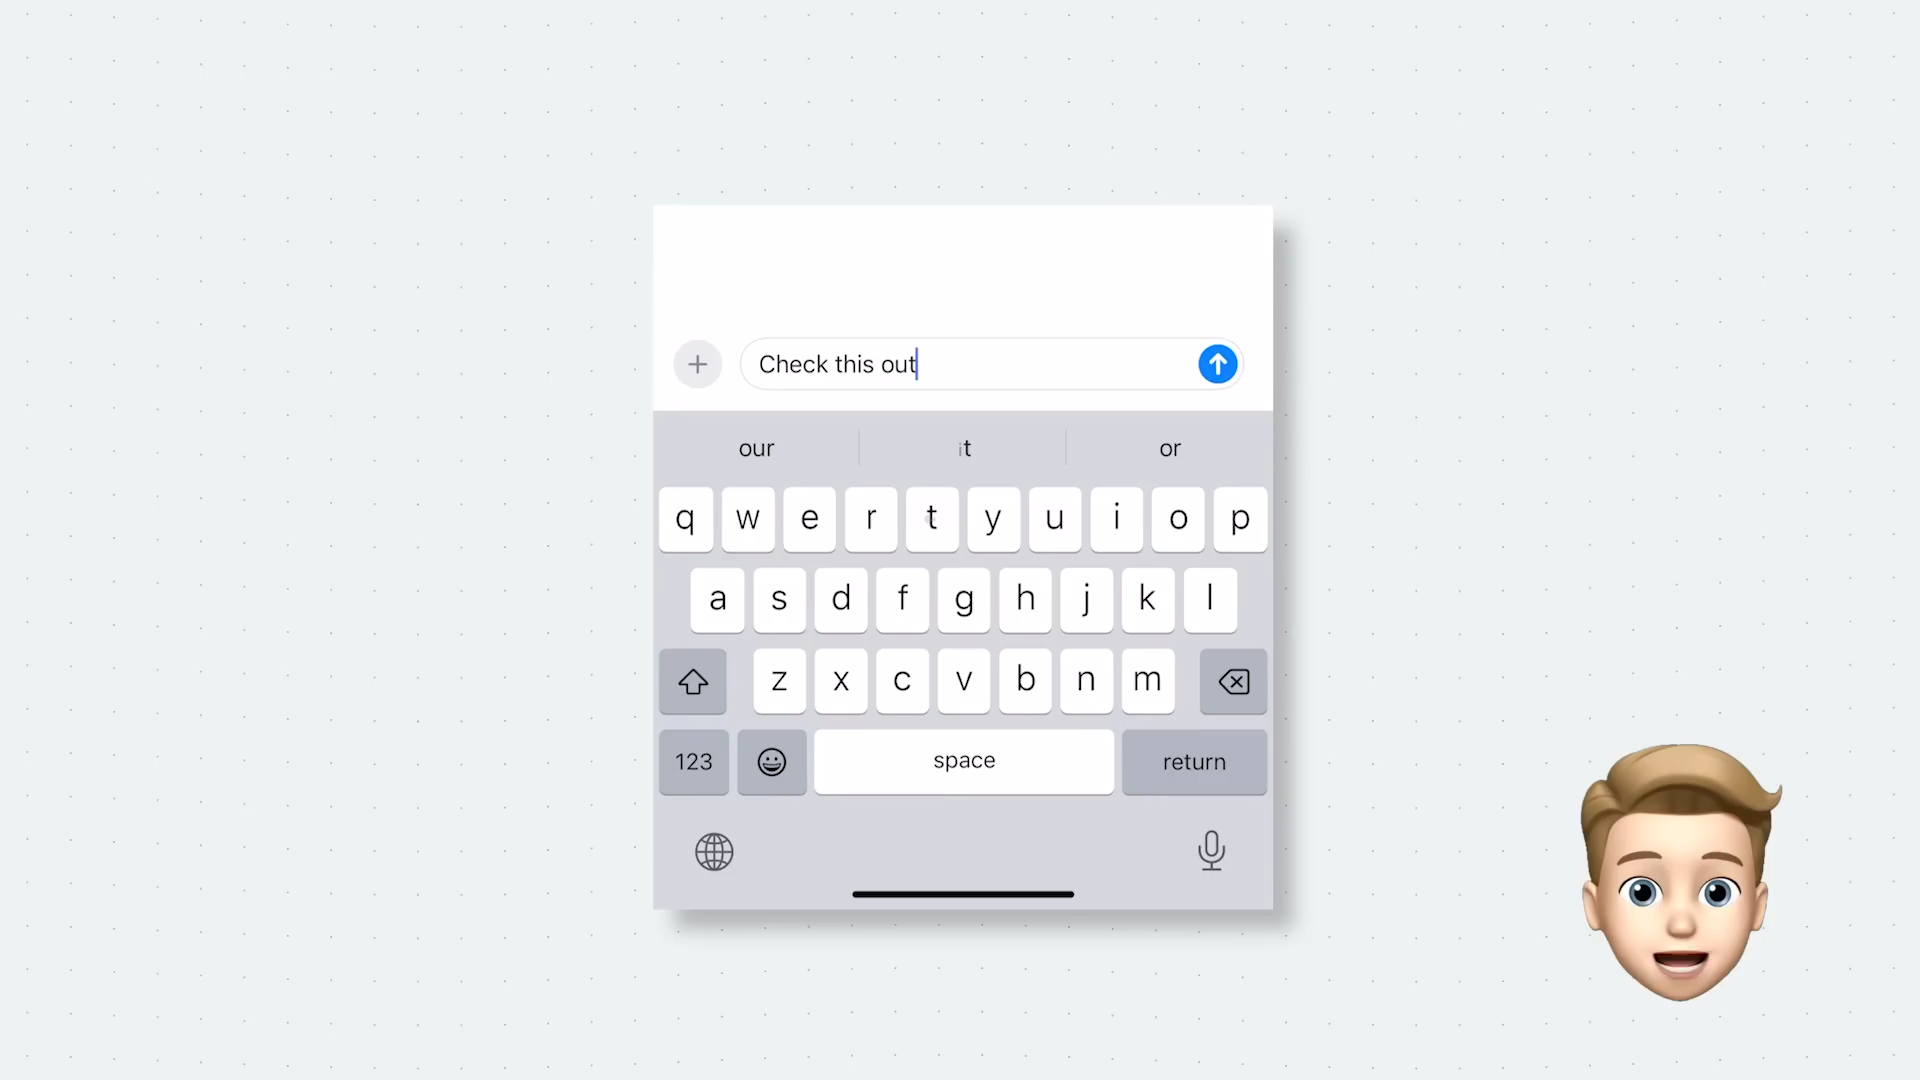 Check this out
our it or
q w e r t y u i o p
a s d f g h j k l
z x c v b n m
123 space return